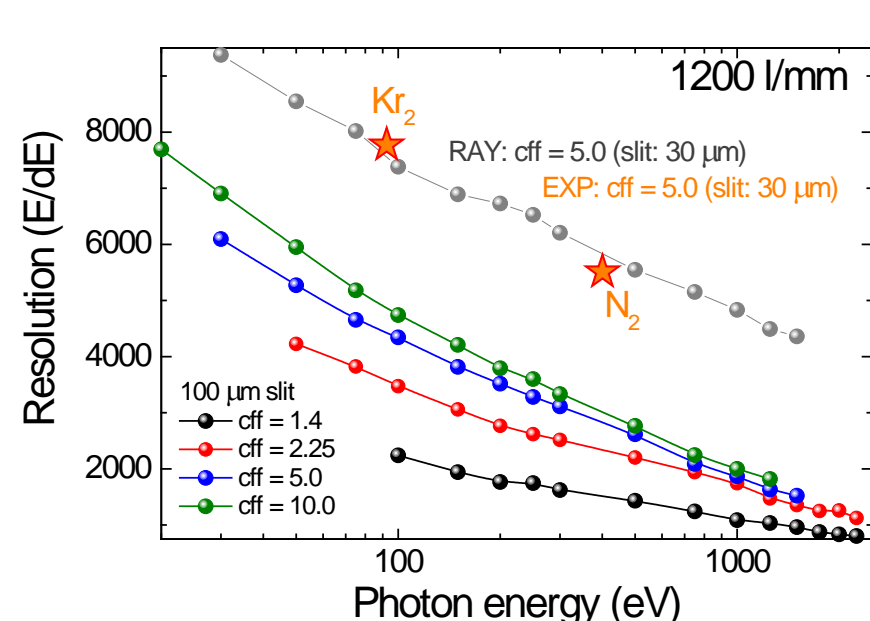 1200 l/mm
Kr₂
RAY: cff = 5.0 (slit: 30 μm)
EXP: cff = 5.0 (slit: 30 μm)
N₂
Resolution (E/dE)
8000
6000
4000
2000
100 μm slit
cff = 1.4
cff = 2.25
cff = 5.0
cff = 10.0
100
1000
Photon energy (eV)